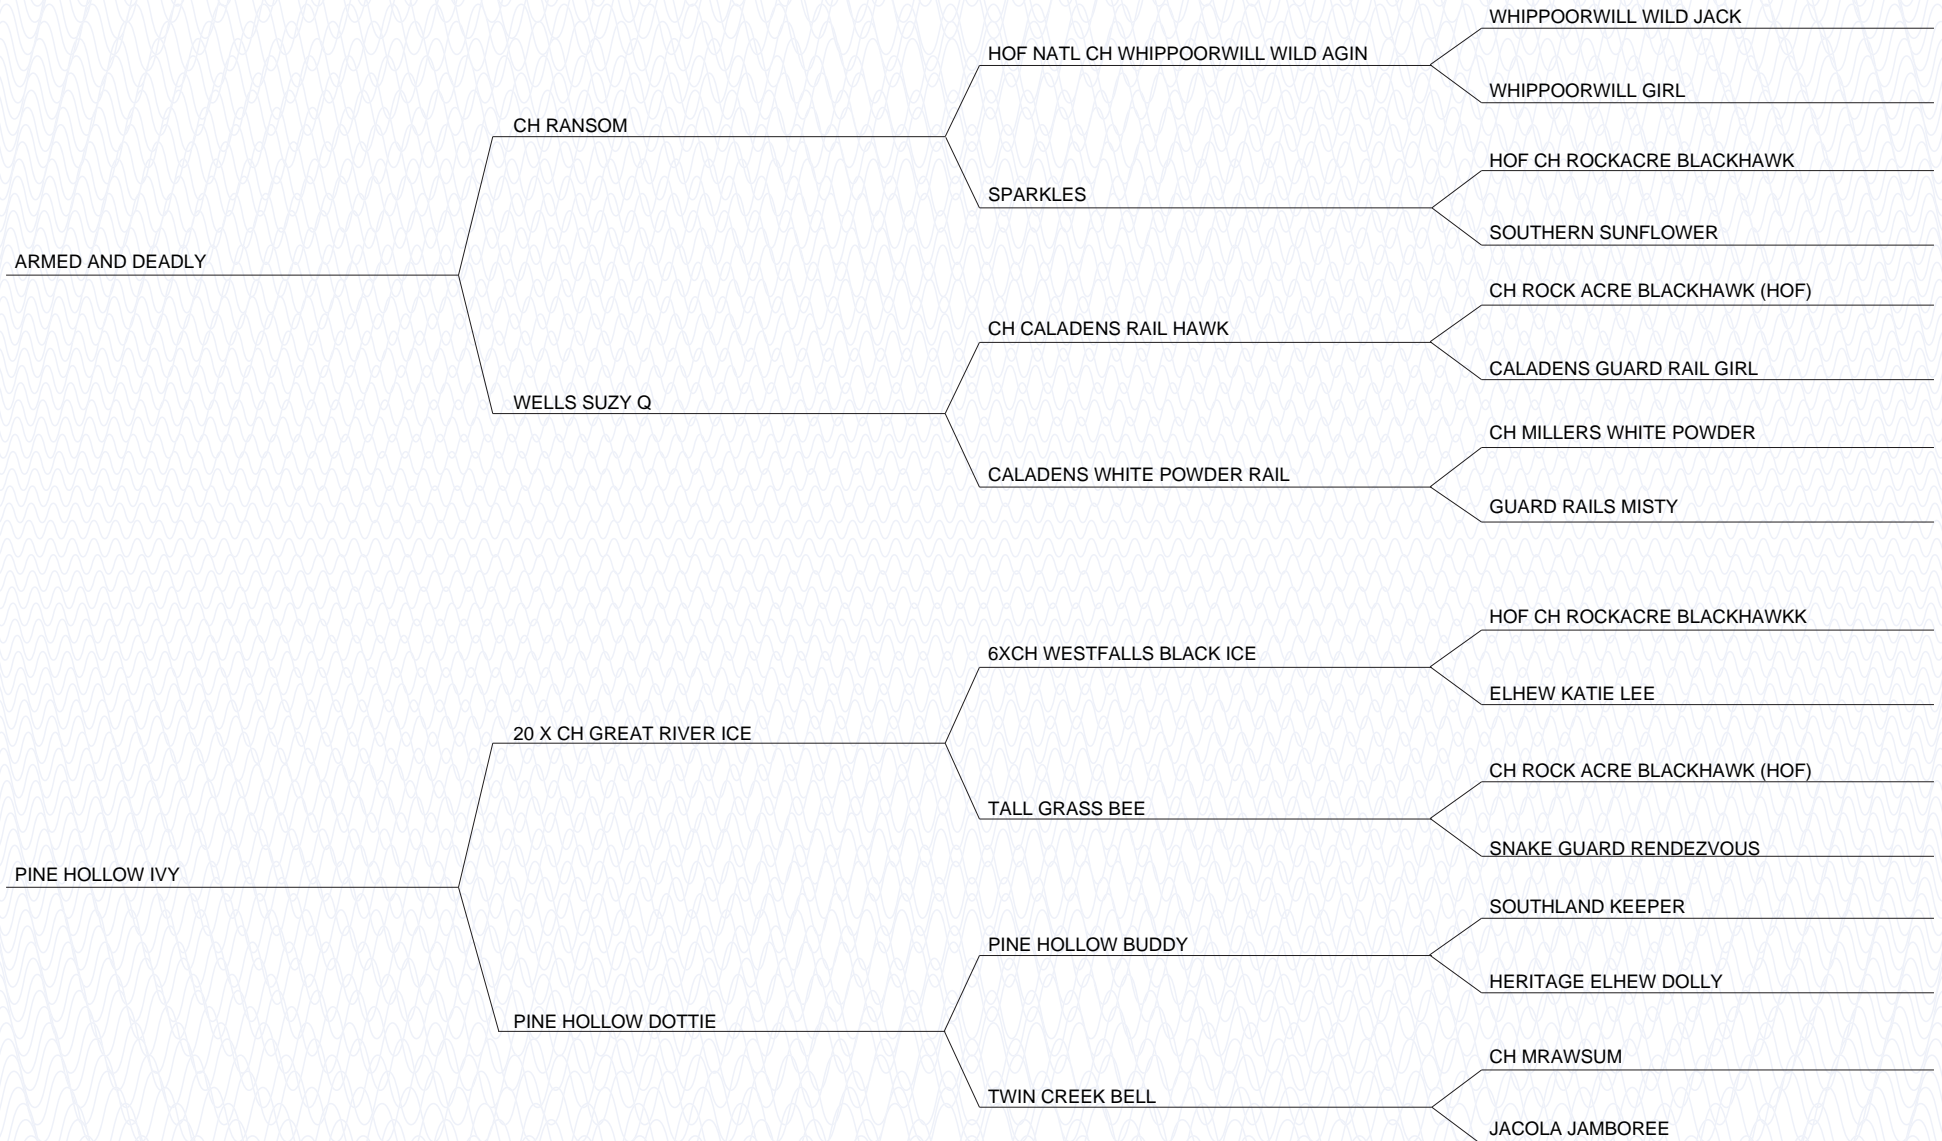 WHIPPOORWILL WILD JACK
HOF NATL CH WHIPPOORWILL WILD AGIN
WHIPPOORWILL GIRL
CH RANSOM
HOF CH ROCKACRE BLACKHAWK
SPARKLES
SOUTHERN SUNFLOWER
ARMED AND DEADLY
CH ROCK ACRE BLACKHAWK (HOF)
CH CALADENS RAIL HAWK
CALADENS GUARD RAIL GIRL
WELLS SUZY Q
CH MILLERS WHITE POWDER
CALADENS WHITE POWDER RAIL
GUARD RAILS MISTY
HOF CH ROCKACRE BLACKHAWKK
6XCH WESTFALLS BLACK ICE
ELHEW KATIE LEE
20 X CH GREAT RIVER ICE
CH ROCK ACRE BLACKHAWK (HOF)
TALL GRASS BEE
SNAKE GUARD RENDEZVOUS
PINE HOLLOW IVY
SOUTHLAND KEEPER
PINE HOLLOW BUDDY
HERITAGE ELHEW DOLLY
PINE HOLLOW DOTTIE
CH MRAWSUM
TWIN CREEK BELL
JACOLA JAMBOREE